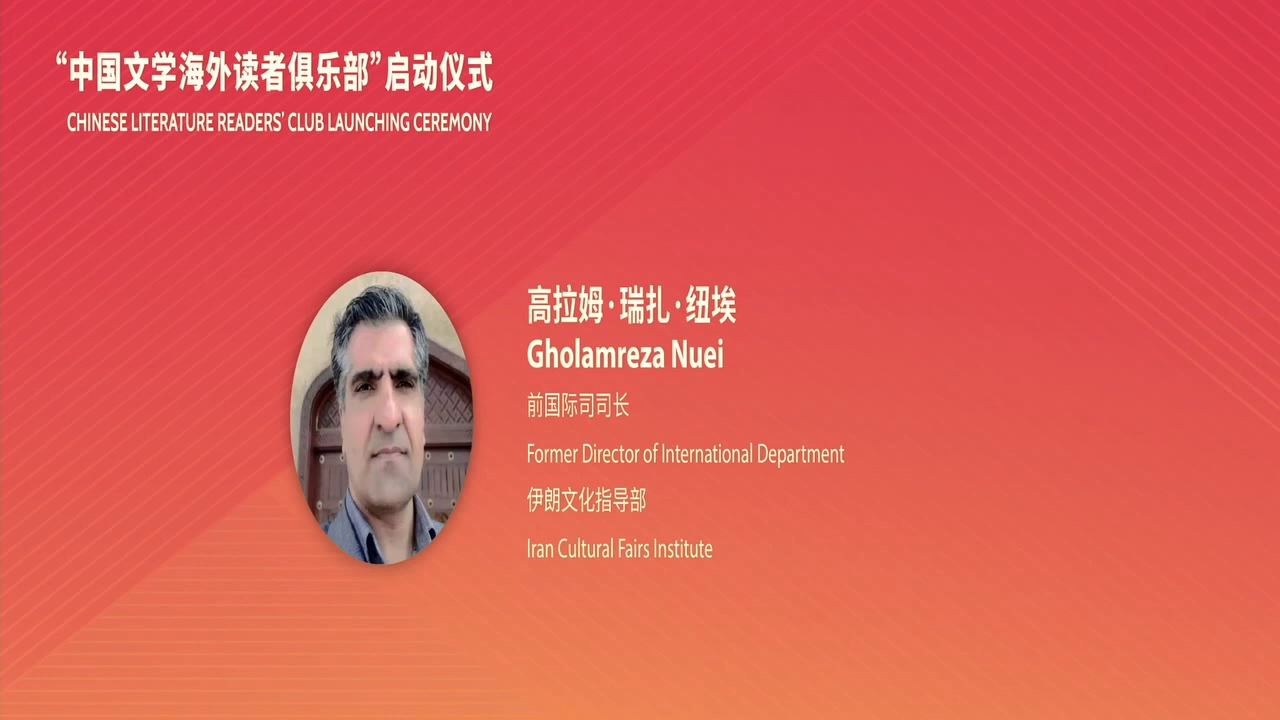 “中国文学海外读者俱乐部”启动仪式
CHINESE LITERATURE READERS’ CLUB LAUNCHING CEREMONY
高拉姆·瑞扎·纽埃
Gholamreza Nuei
前国际司司长
Former Director of International Department
伊朗文化指导部
Iran Cultural Fairs Institute